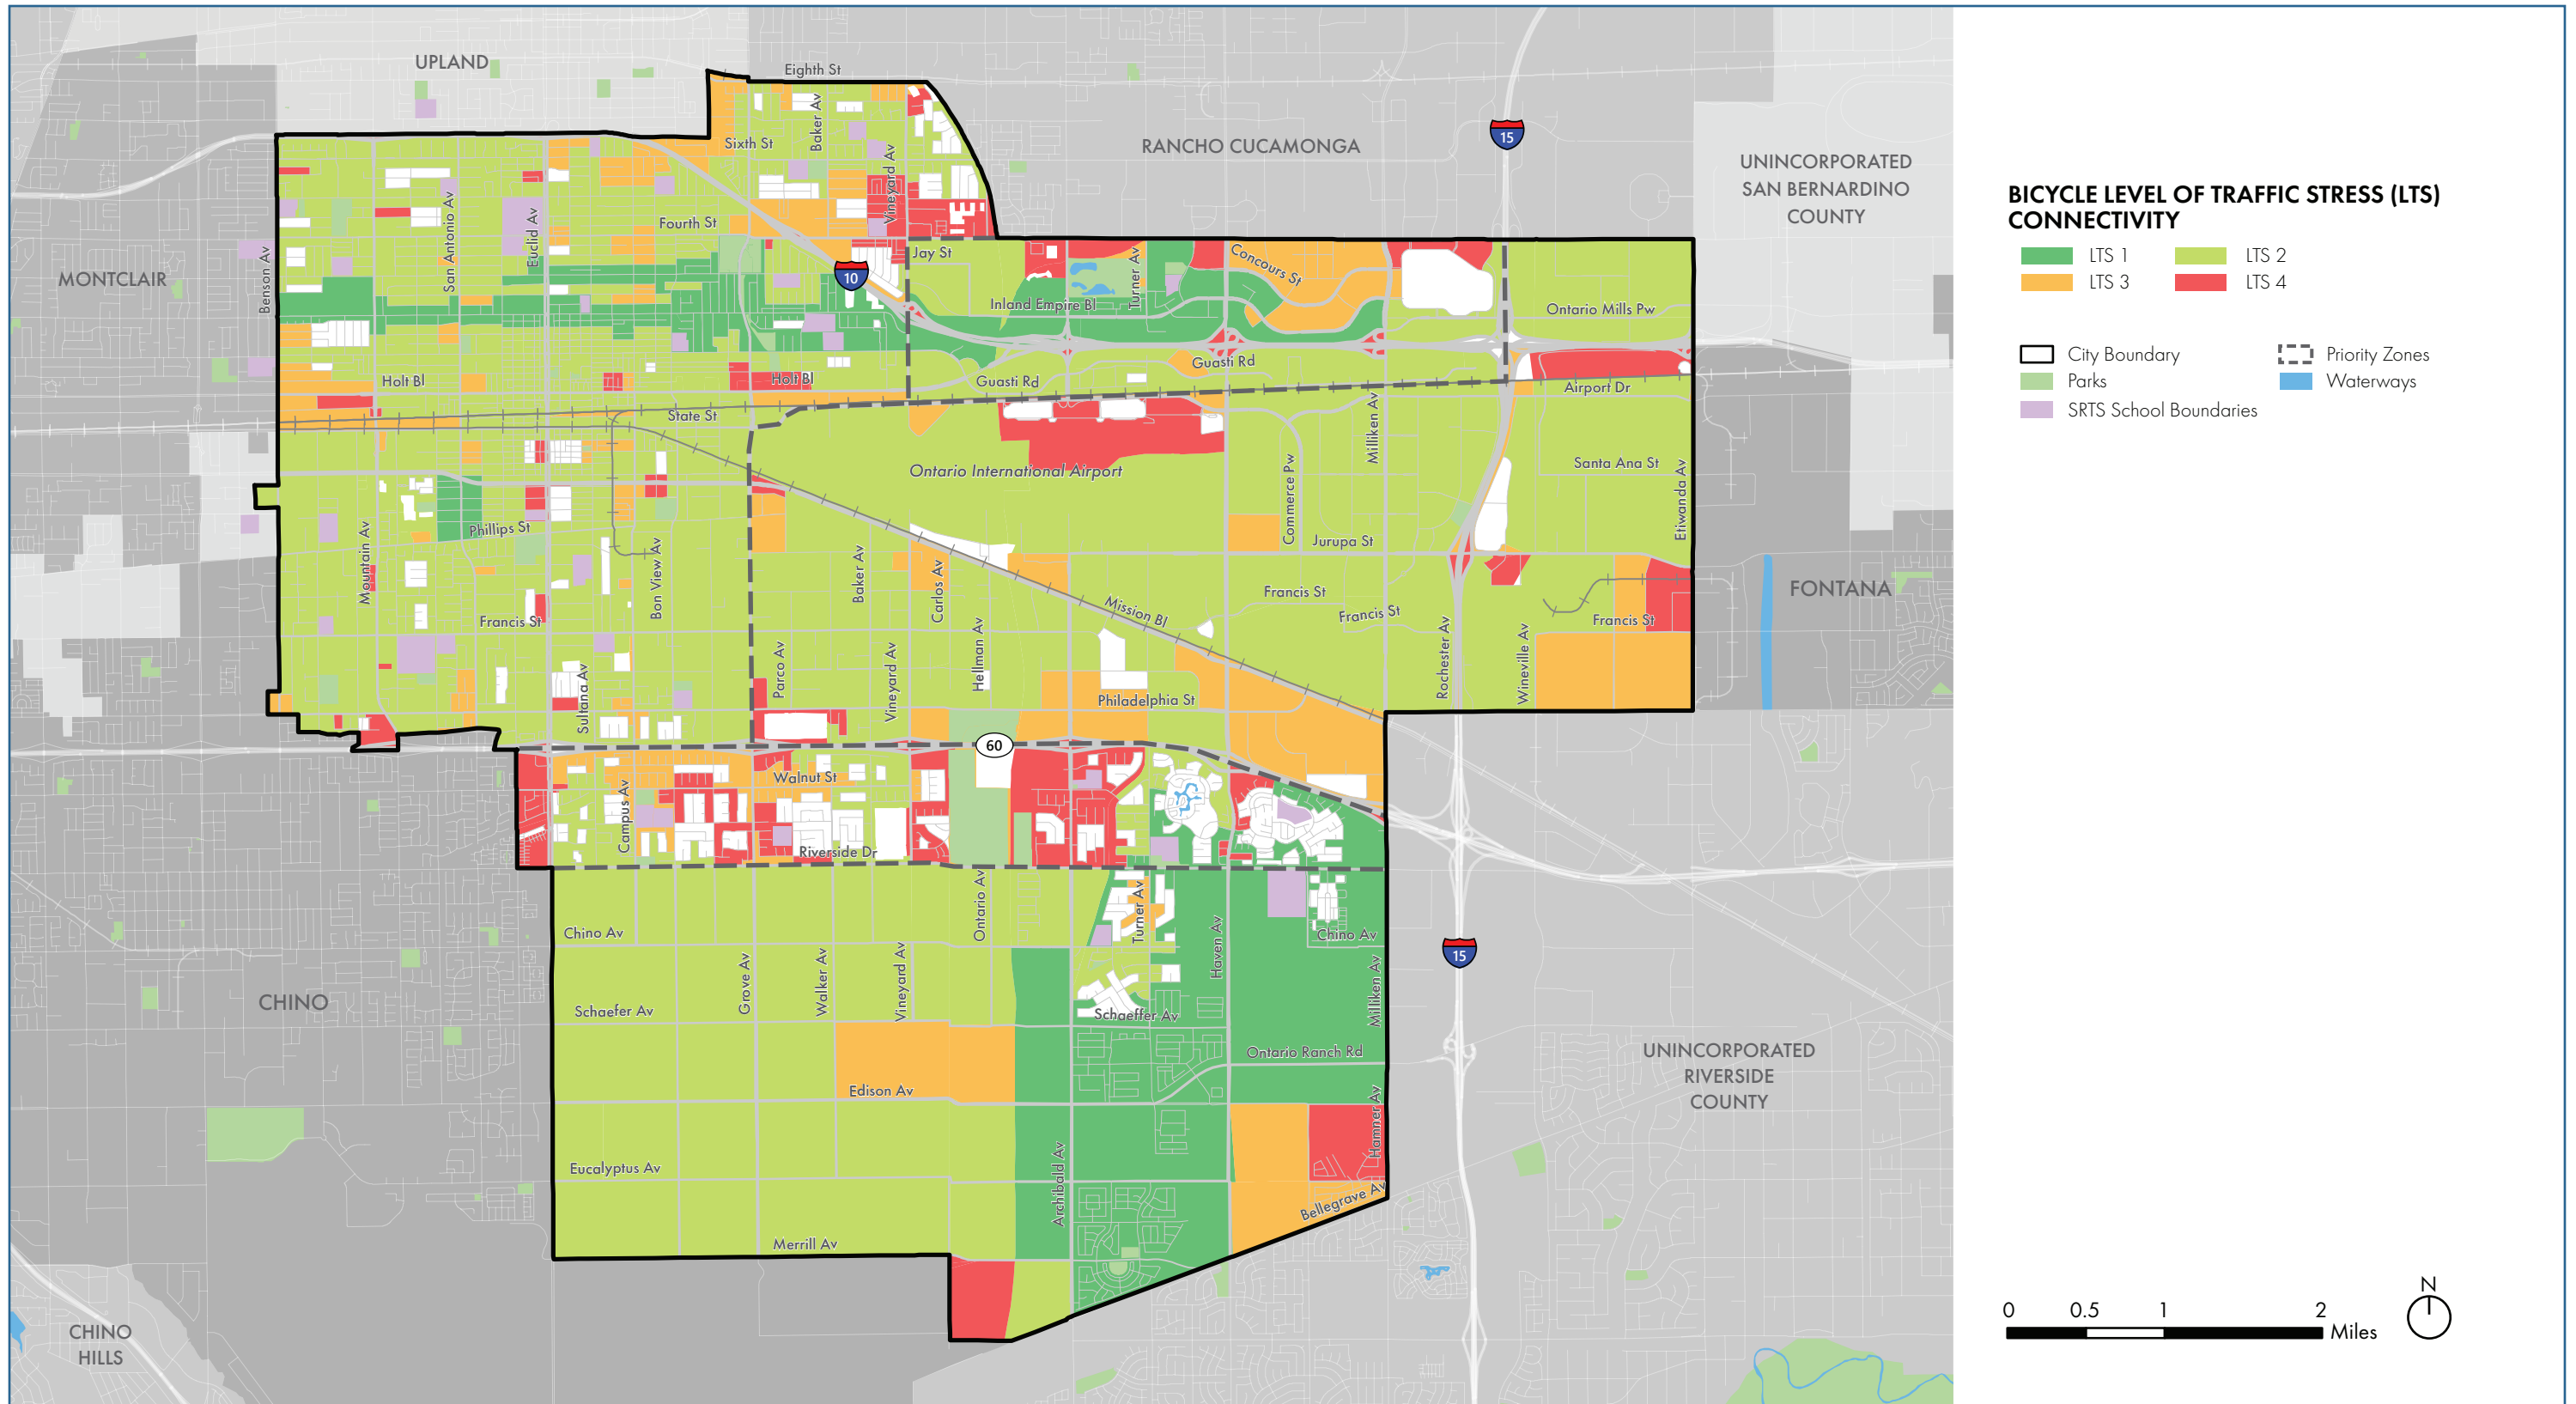 UPLAND
Eighth St
Baker Av
Sixth St
Vineyard Av
RANCHO CUCAMONGA
15
UNINCORPORATED
SAN BERNARDINO
COUNTY
MONTCLAIR
Benson Av
San Antonio Av
Euclid Av
Fourth St
Jay St
10
Concours St
Turner Av
Inland Empire Bl
Ontario Mills Pw
Guasti Rd
Guasti Rd
Holt Bl
Holt Bl
Airport Dr
State St
Milliken Av
Ontario International Airport
Commerce Pw
Santa Ana St
Etiwanda Av
Phillips St
Mountain Av
Bon View Av
Jurupa St
Baker Av
Carlos Av
Mission Bl
Francis St
Francis St
Francis St
Francis St
FONTANA
Sultana Av
Parco Av
Vineyard Av
Hellman Av
Philadelphia St
Rochester Av
Wineville Av
60
Walnut St
Campus Av
Riverside Dr
Chino Av
Ontario Av
Turner Av
Haven Av
Chino Av
15
CHINO
Grove Av
Walker Av
Vineyard Av
Milliken Av
Schaefer Av
Schaeffer Av
Ontario Ranch Rd
Edison Av
UNINCORPORATED
RIVERSIDE
COUNTY
Hamner Av
Eucalyptus Av
Archibald Av
Bellegrave Av
Merrill Av
CHINO
HILLS
BICYCLE LEVEL OF TRAFFIC STRESS (LTS)
CONNECTIVITY
LTS 1
LTS 2
LTS 3
LTS 4
City Boundary
Priority Zones
Parks
Waterways
SRTS School Boundaries
N
0 0.5 1 2
Miles